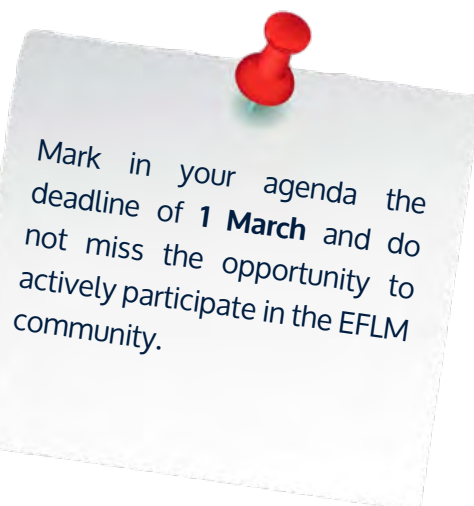 Mark in your agenda the
deadline of 1 March and do
not miss the opportunity to
actively participate in the EFLM
community.